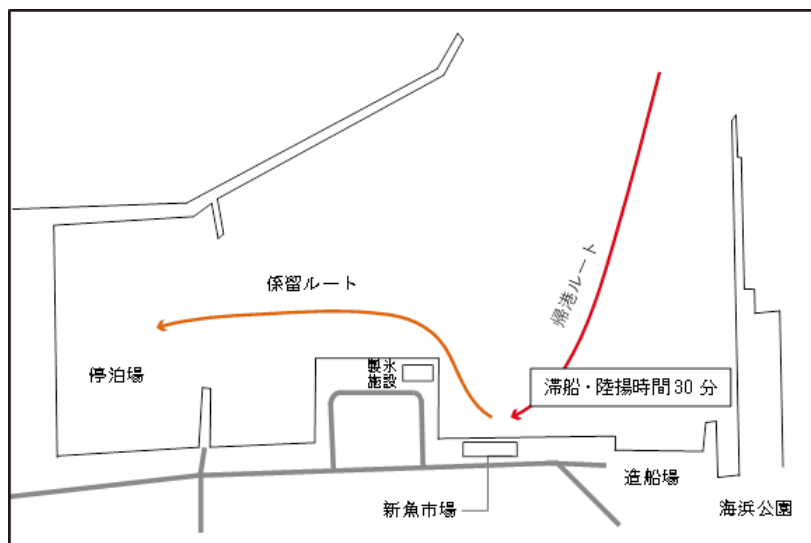 係留ルート
帰港ルート
製氷
施設
停泊場
滞船・陸揚時間30分
造船場
新魚市場
海浜公園